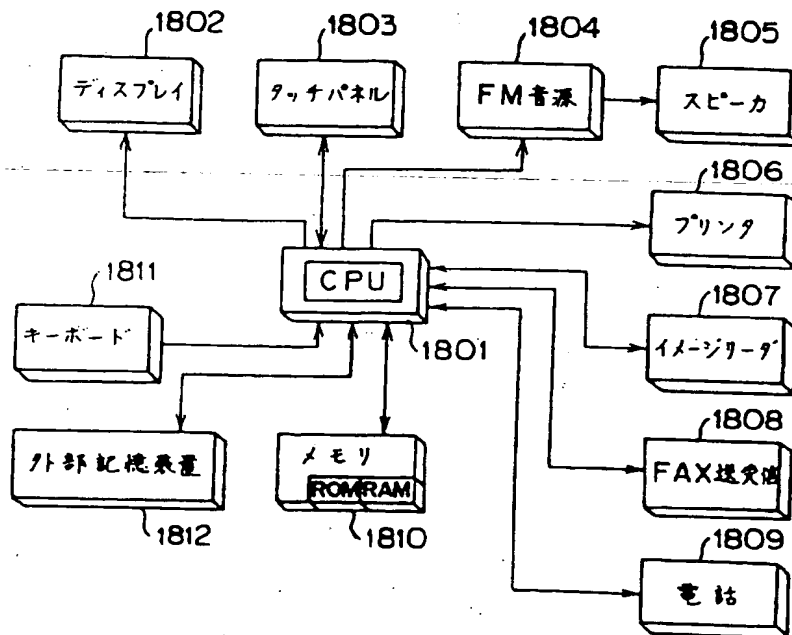 1802
ディスプレイ
1803
タッチパネル
1804
FM音源
1805
スピーカ
1806
プリンタ
CPU
1801
1811
キーボード
1807
イメージリーダ
1812
外部記憶装置
メモリ
ROM RAM
1810
1808
FAX送受信
1809
電話